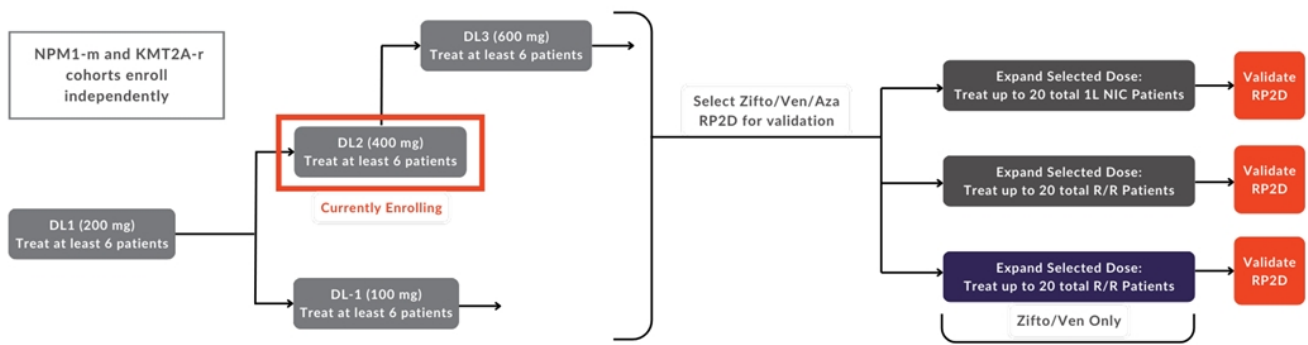 NPM1-m and KMT2A-r
cohorts enroll
independently
DL1 (200 mg)
Treat at least 6 patients
DL2 (400 mg)
Treat at least 6 patients
Currently Enrolling
DL3 (600 mg)
Treat at least 6 patients
DL-1 (100 mg)
Treat at least 6 patients
Select Zifto/Ven/Aza
RP2D for validation
Expand Selected Dose:
Treat up to 20 total 1L NIC Patients
Validate
RP2D
Expand Selected Dose:
Treat up to 20 total R/R Patients
Validate
RP2D
Expand Selected Dose:
Treat up to 20 total R/R Patients
Validate
RP2D
Zifto/Ven Only